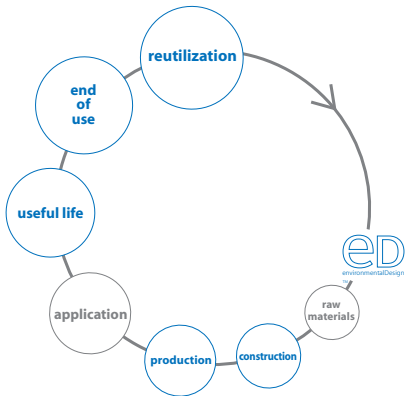 reutilization
end
of
use
useful life
eD
environmentalDesign
™
application
raw
materials
production
construction